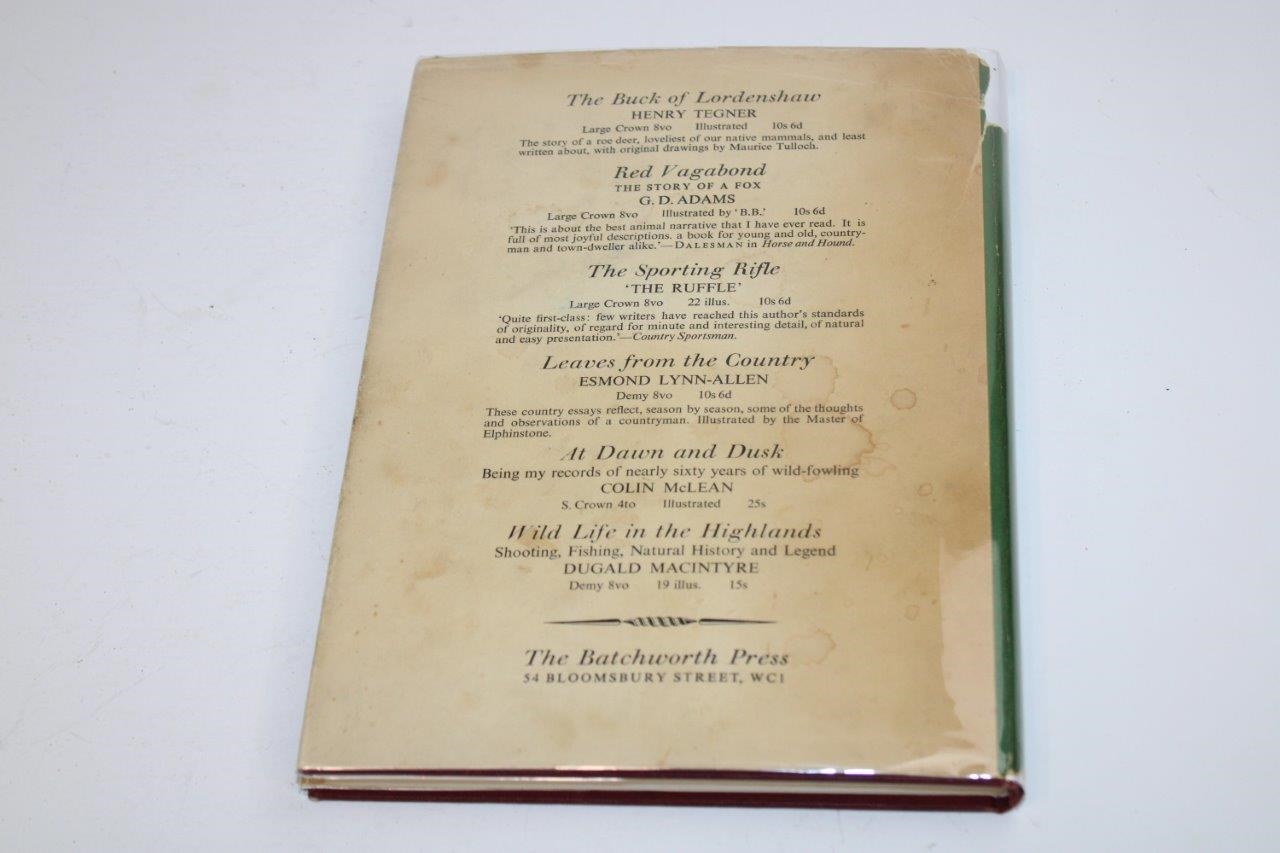 The Buck of Lordenshaw
HENRY TEGNER
Large Crown 8vo Illustrated 10s 6d
The story of a roe deer, loveliest of our native mammals, and least
written about, with original drawings by Maurice Tulloch.
Red Vagabond
THE STORY OF A FOX
G. D. ADAMS
Large Crown 8vo Illustrated by 'B.B.' 10s 6d
'This is about the best animal narrative that I have ever read. It is
full of most joyful descriptions. a book for young and old, country-
man and town-dweller alike.'—DALESMAN in Horse and Hound.
The Sporting Rifle
'THE RUFFLE'
Large Crown 8vo 22 illus. 10s 6d
'Quite first-class: few writers have reached this author's standards
of originality, of regard for minute and interesting detail, of natural
and easy presentation.'—Country Sportsman.
Leaves from the Country
ESMOND LYNN-ALLEN
Demy 8vo 10s 6d
These country essays reflect, season by season, some of the thoughts
and observations of a countryman. Illustrated by the Master of
Elphinstone.
At Dawn and Dusk
Being my records of nearly sixty years of wild-fowling
COLIN McLEAN
S. Crown 4to Illustrated 25s
Wild Life in the Highlands
Shooting, Fishing, Natural History and Legend
DUGALD MACINTYRE
Demy 8vo 19 illus. 15s
The Batchworth Press
54 BLOOMSBURY STREET, WC1